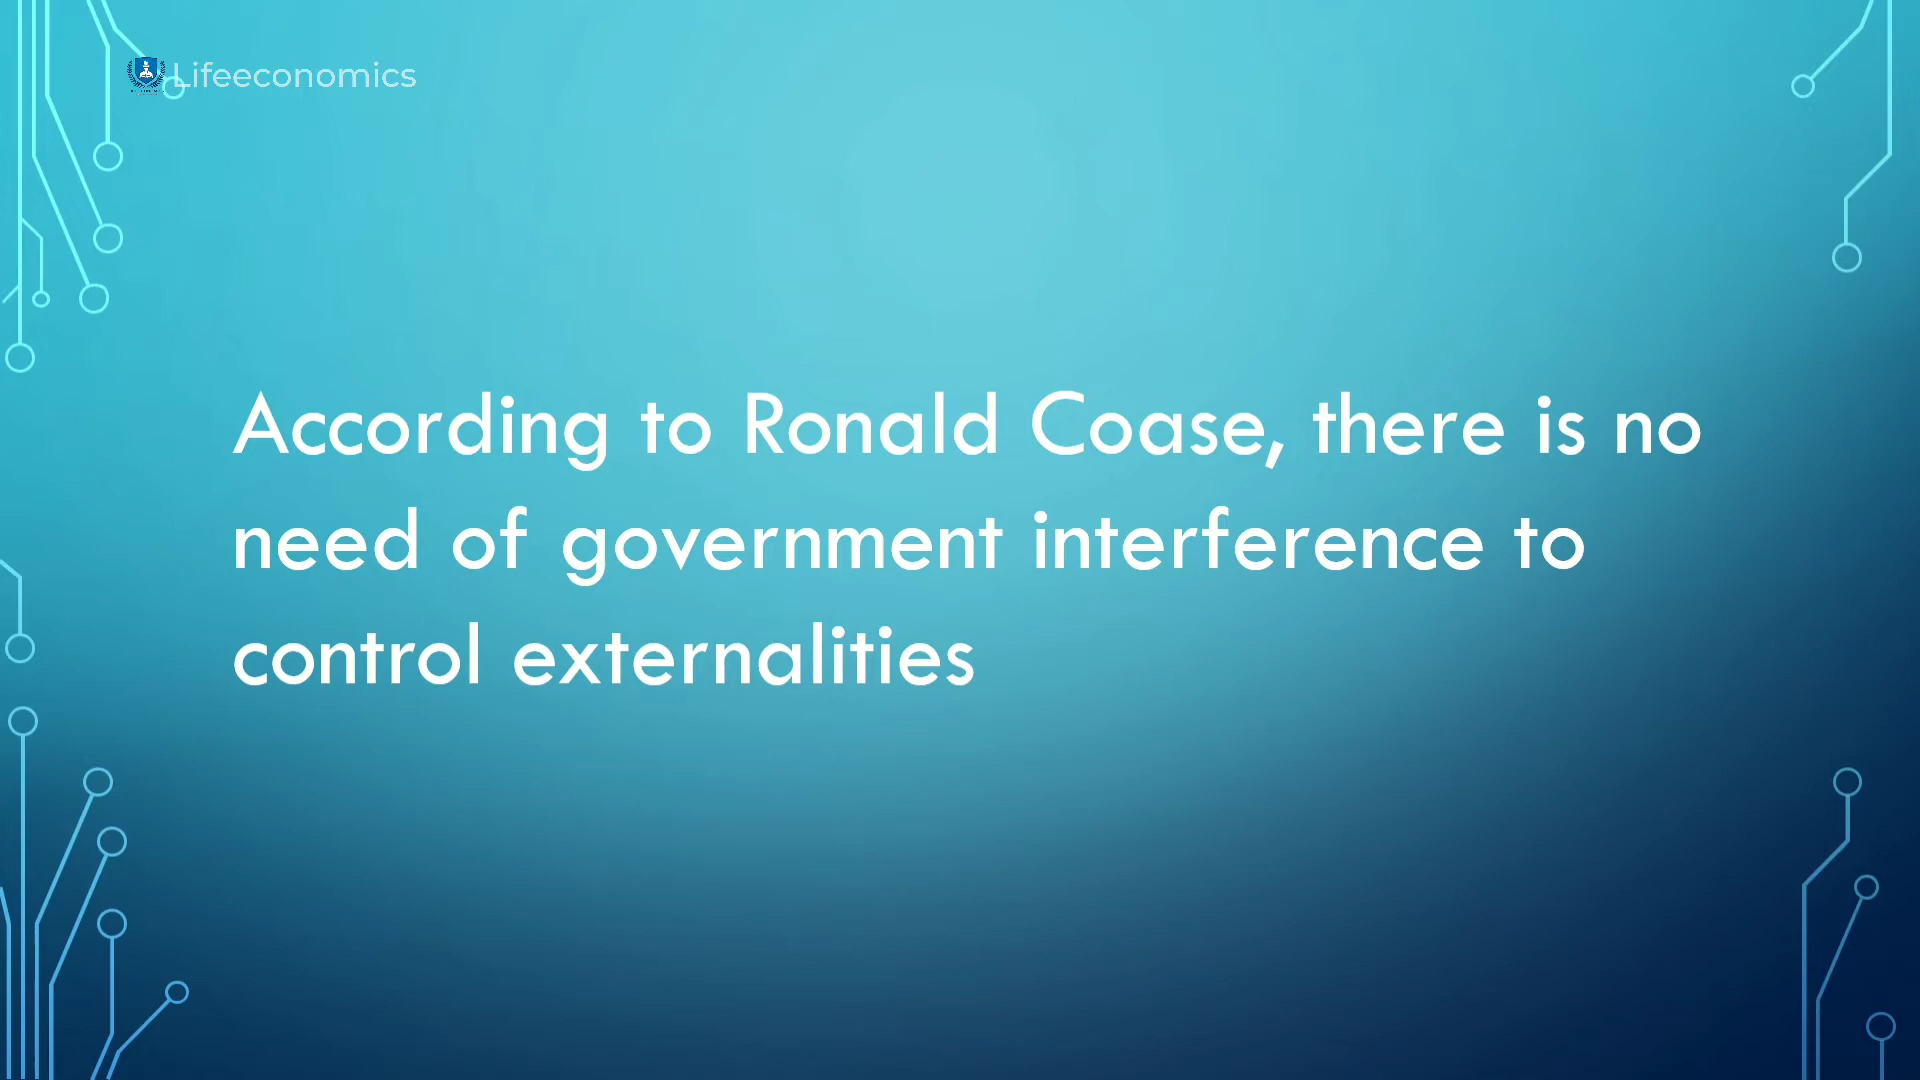 Lifeeconomics
According to Ronald Coase, there is no
need of government interference to
control externalities